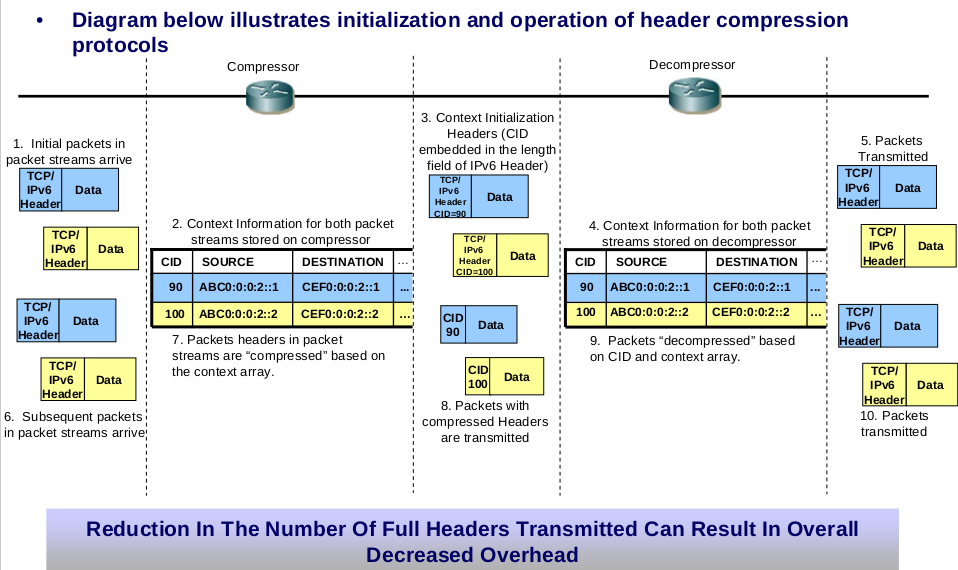 • Diagram below illustrates initialization and operation of header compression
protocols
Compressor
Decompressor
1. Initial packets in
packet streams arrive
TCP/
IPv6
Header
Data
TCP/
IPv6
Header
Data
TCP/
IPv6
Header
Data
TCP/
IPv6
Header
Data
6. Subsequent packets
in packet streams arrive
2. Context Information for both packet
streams stored on compressor
CID SOURCE DESTINATION ...
90 ABC0:0:0:2::1 CEF0:0:0:2::1 ...
100 ABC0:0:0:2::2 CEF0:0:0:2::2 ...
7. Packets headers in packet
streams are “compressed” based on
the context array.
3. Context Initialization
Headers (CID
embedded in the length
field of IPv6 Header)
TCP/
IPv6
Header
CID=90
Data
TCP/
IPv6
Header
CID=100
Data
CID
90
Data
CID
100
Data
8. Packets with
compressed Headers
are transmitted
4. Context Information for both packet
streams stored on decompressor
CID SOURCE DESTINATION ...
90 ABC0:0:0:2::1 CEF0:0:0:2::1 ...
100 ABC0:0:0:2::2 CEF0:0:0:2::2 ...
9. Packets “decompressed” based
on CID and context array.
5. Packets
Transmitted
TCP/
IPv6
Header
Data
TCP/
IPv6
Header
Data
TCP/
IPv6
Header
Data
TCP/
IPv6
Header
Data
10. Packets
transmitted
Reduction In The Number Of Full Headers Transmitted Can Result In Overall
Decreased Overhead